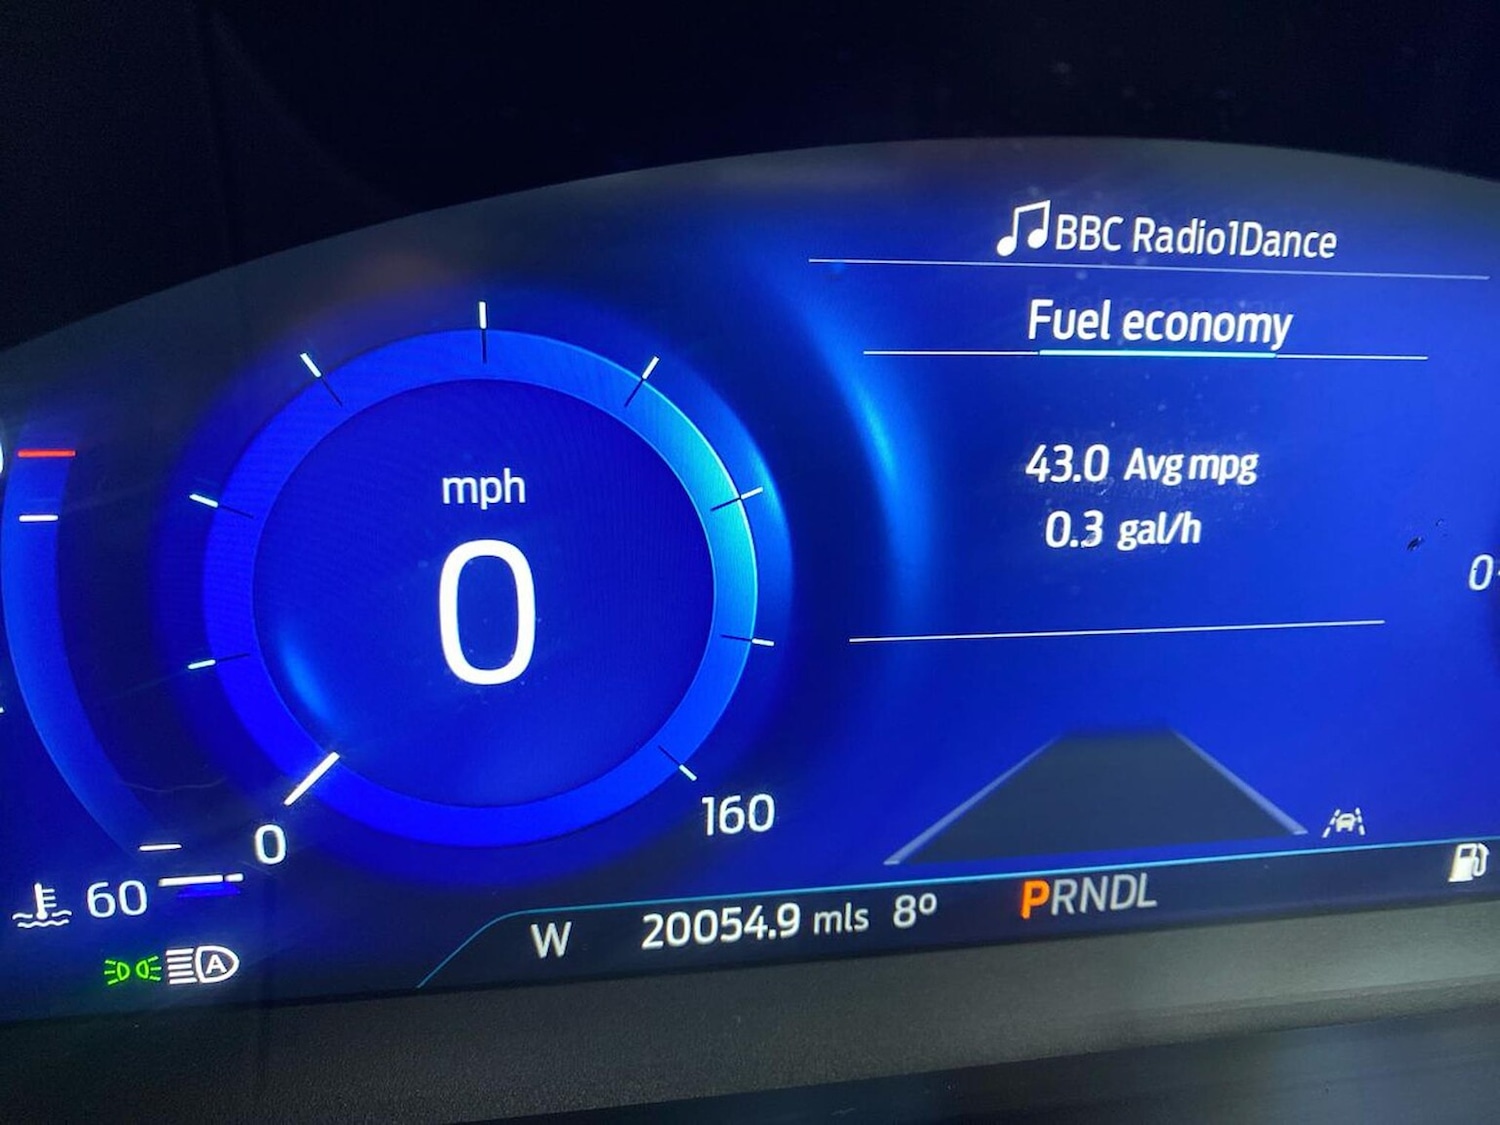 BBC Radio1Dance
Fuel economy
43.0 Avg mpg
0.3 gal/h
mph
0
0
160
60
0
A
W 20054.9 mls 8° PRNDL